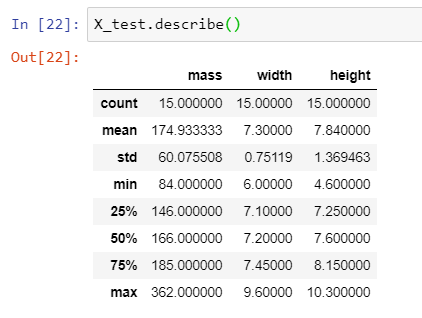 In [22]: X_test.describe()
Out[22]:
mass width height
count 15.000000 15.00000 15.000000
mean 174.933333 7.30000 7.840000
std 60.075508 0.75119 1.369463
min 84.000000 6.00000 4.600000
25% 146.000000 7.10000 7.250000
50% 166.000000 7.20000 7.600000
75% 185.000000 7.45000 8.150000
max 362.000000 9.60000 10.300000